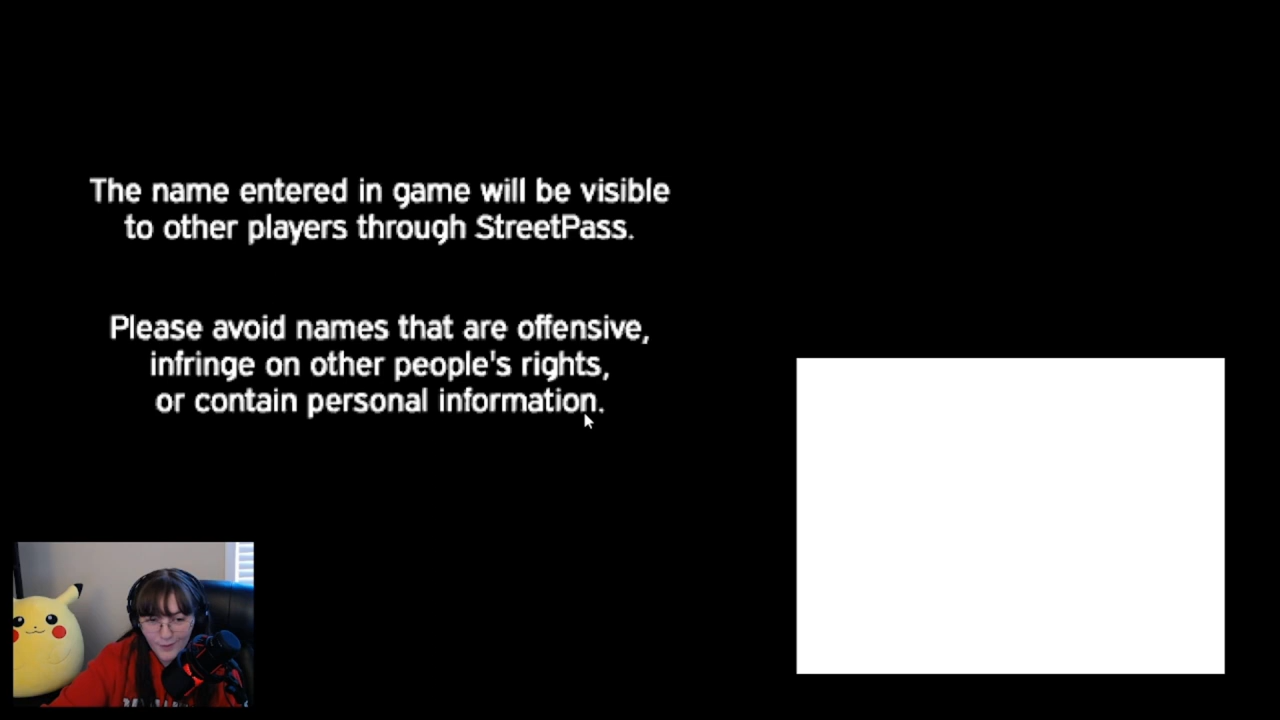 The name entered in game will be visible
to other players through StreetPass.
Please avoid names that are offensive,
infringe on other people's rights,
or contain personal information.